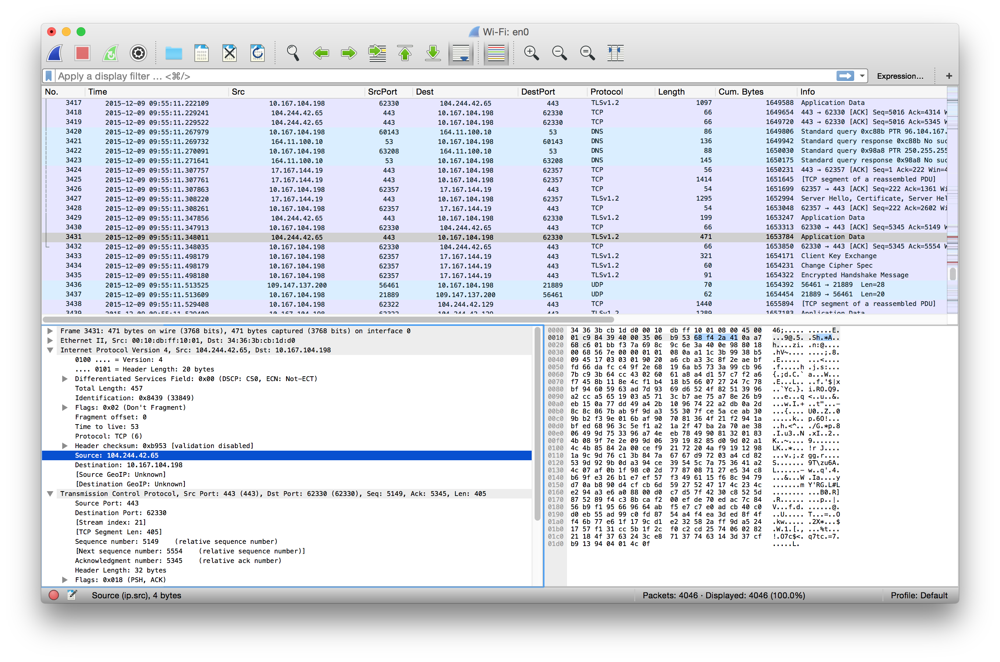 Wi-Fi: en0
Apply a display filter ... <⌘/>
Expression...
+
No. Time Src SrcPort Dest DestPort Protocol Length Cum. Bytes Info
3417 2015-12-09 09:55:11.222109 10.167.104.198 62330 104.244.42.65 443 TLSv1.2 1097 1649588 Application Data
3418 2015-12-09 09:55:11.229241 104.244.42.65 443 10.167.104.198 62330 TCP 66 1649654 443 → 62330 [ACK] Seq=5016 Ack=4314 W
3419 2015-12-09 09:55:11.229522 104.244.42.65 443 10.167.104.198 62330 TCP 66 1649720 443 → 62330 [ACK] Seq=5016 Ack=5345 W
3420 2015-12-09 09:55:11.267979 10.167.104.198 60143 164.11.100.10 53 DNS 86 1649806 Standard query 0xc88b PTR 96.104.167.
3421 2015-12-09 09:55:11.269732 164.11.100.10 53 10.167.104.198 60143 DNS 136 1649942 Standard query response 0xc88b No suc
3422 2015-12-09 09:55:11.270091 10.167.104.198 63208 164.11.100.10 53 DNS 88 1650030 Standard query 0x98a8 PTR 250.255.255
3423 2015-12-09 09:55:11.271641 164.11.100.10 53 10.167.104.198 63208 DNS 145 1650175 Standard query response 0x98a8 No suc
3424 2015-12-09 09:55:11.307757 17.167.144.19 443 10.167.104.198 62357 TCP 56 1650231 443 → 62357 [ACK] Seq=1 Ack=222 Win=4
3425 2015-12-09 09:55:11.307761 17.167.144.19 443 10.167.104.198 62357 TCP 1414 1651645 [TCP segment of a reassembled PDU]
3426 2015-12-09 09:55:11.307863 10.167.104.198 62357 17.167.144.19 443 TCP 54 1651699 62357 → 443 [ACK] Seq=222 Ack=1361 Wi
3427 2015-12-09 09:55:11.308220 17.167.144.19 443 10.167.104.198 62357 TLSv1.2 1295 1652994 Server Hello, Certificate, Server Hel
3428 2015-12-09 09:55:11.308261 10.167.104.198 62357 17.167.144.19 443 TCP 54 1653048 62357 → 443 [ACK] Seq=222 Ack=2602 Wi
3429 2015-12-09 09:55:11.347856 104.244.42.65 443 10.167.104.198 62330 TLSv1.2 199 1653247 Application Data
3430 2015-12-09 09:55:11.347913 10.167.104.198 62330 104.244.42.65 443 TCP 66 1653313 62330 → 443 [ACK] Seq=5345 Ack=5149 W
3431 2015-12-09 09:55:11.348011 104.244.42.65 443 10.167.104.198 62330 TLSv1.2 471 1653784 Application Data
3432 2015-12-09 09:55:11.348035 10.167.104.198 62330 104.244.42.65 443 TCP 66 1653850 62330 → 443 [ACK] Seq=5345 Ack=5554 W
3433 2015-12-09 09:55:11.498179 10.167.104.198 62357 17.167.144.19 443 TLSv1.2 321 1654171 Client Key Exchange
3434 2015-12-09 09:55:11.498179 10.167.104.198 62357 17.167.144.19 443 TLSv1.2 60 1654231 Change Cipher Spec
3435 2015-12-09 09:55:11.498180 10.167.104.198 62357 17.167.144.19 443 TLSv1.2 91 1654322 Encrypted Handshake Message
3436 2015-12-09 09:55:11.513525 109.147.137.200 56461 10.167.104.198 21889 UDP 70 1654392 56461 → 21889 Len=28
3437 2015-12-09 09:55:11.513609 10.167.104.198 21889 109.147.137.200 56461 UDP 62 1654454 21889 → 56461 Len=20
3438 2015-12-09 09:55:11.529408 10.167.104.198 62322 104.244.42.129 443 TCP 1440 1655894 [TCP segment of a reassembled PDU]
3439 2015-12-09 09:55:11.529409 10.167.104.198 62322 104.244.42.129 443 TLSv1.2 1289 1657183 Application Data
Frame 3431: 471 bytes on wire (3768 bits), 471 bytes captured (3768 bits) on interface 0
Ethernet II, Src: 00:10:db:ff:10:01, Dst: 34:36:3b:cb:1d:d0
Internet Protocol Version 4, Src: 104.244.42.65, Dst: 10.167.104.198
0100 .... = Version: 4
.... 0101 = Header Length: 20 bytes
Differentiated Services Field: 0x00 (DSCP: CS0, ECN: Not-ECT)
Total Length: 457
Identification: 0x8439 (33849)
Flags: 0x02 (Don't Fragment)
Fragment offset: 0
Time to live: 53
Protocol: TCP (6)
Header checksum: 0xb953 [validation disabled]
Source: 104.244.42.65
Destination: 10.167.104.198
[Source GeoIP: Unknown]
[Destination GeoIP: Unknown]
Transmission Control Protocol, Src Port: 443 (443), Dst Port: 62330 (62330), Seq: 5149, Ack: 5345, Len: 405
Source Port: 443
Destination Port: 62330
[Stream index: 21]
[TCP Segment Len: 405]
Sequence number: 5149 (relative sequence number)
[Next sequence number: 5554 (relative sequence number)]
Acknowledgment number: 5345 (relative ack number)
Header Length: 32 bytes
Flags: 0x018 (PSH, ACK)
0000 34 36 3b cb 1d d0 00 10 db ff 10 01 08 00 45 00 46;..... ......E.
0010 01 c9 84 39 40 00 35 06 b9 53 68 f4 2a 41 0a a7 ...9@.5. .Sh.*A..
0020 68 c6 01 bb f3 7a 69 8c 9c 6e 3a 40 0e 98 80 18 h....zi. .n:@....
0030 00 68 56 7e 00 00 01 01 08 0a a1 1c 3b 99 38 b5 .hV~.... ....;.8.
0040 09 45 17 03 03 01 90 20 a6 cb a3 3c 8f 2e ae bf .E..... ...<....
0050 fd 66 da fc c4 9f 2e 68 19 6a b5 73 3a 99 cb 96 .f.....h .j.s:...
0060 7b c9 3b 64 cc 43 02 60 61 a8 a4 d1 57 c7 f2 a6 {.;d.C.` a...W...
0070 f7 45 8b 11 8e 4c f1 b4 18 b5 66 07 27 24 7c 78 .E...L.. ..f.'$|x
0080 bf 94 60 59 63 ad 7d 93 69 d6 52 4f 82 51 39 96 ..`Yc.}. i.RO.Q9.
0090 a2 cc a5 65 19 03 a5 71 3c b7 ae 75 a7 8e 26 b9 ...e...q <..u..&.
00a0 eb 15 0a 77 dd 49 a4 2b 10 96 74 22 a2 db 0a 2d ...w.I.+ ..t"...-
00b0 8c 8c 86 7b ab 9f 9d a3 55 30 7f ce 5a ce ab 30 ...{.... U0..Z..0
00c0 9b b2 f3 9e 01 6b af 90 70 81 36 4f 21 f2 94 1a .....k.. p.6O!...
00d0 bf ed 68 96 3c 5e f1 a2 1a 2f 47 ba 2a 70 ae 38 ..h.<^.. ./G.*p.8
00e0 06 49 9d 75 33 96 a7 4e eb 78 49 90 81 32 01 83 .I.u3..N .xI..2..
00f0 4b 08 9f 7e 2e 09 9d 06 39 19 82 85 d0 9d 02 a1 K..~.... 9.......
0100 4c 4b 85 84 2a 00 ce f9 21 72 20 4a f9 19 12 98 LK..*... !r J....
0110 1a 9c 9d 76 c1 3b 84 7a 67 67 d9 72 03 a4 cd 82 ...v.;.z gg.r....
0120 53 9d 92 9b 0d a3 94 ce 39 54 5c 7a 75 36 41 a2 S....... 9T\zu6A.
0130 4c 07 af 0b 1f 98 c0 2d 77 87 08 71 27 e5 34 c8 L......- w..q'.4.
0140 b6 9f e3 26 b1 e7 ef 57 f3 49 61 15 f6 8c 94 79 ...&...W .Ia....y
0150 d7 0a b8 90 d4 cf cb 6d 59 27 52 47 17 4c 23 4c .......m Y'RG.L#L
0160 e2 94 a3 e6 a0 88 00 d0 c7 d5 7f 42 30 c8 52 5d ........ ...B0.R]
0170 87 52 89 f4 c3 8b ca f2 00 ef de 70 ed ac 7c 84 .R...... ...p..|.
0180 56 b9 f1 95 66 96 64 ab f5 e7 c7 e0 ad cb 40 c0 V...f.d. ......@.
0190 d0 eb 55 ad 99 c0 fd 87 54 a4 f4 ea 3d ed 8f 4f ..U..... T...=..O
01a0 f4 6b 77 e6 1f 17 9c d1 e2 32 58 2a ff 9d a5 24 .kw..... .2X*...$
01b0 17 57 f1 31 cc 5b 1f 2c f0 c2 cd 25 74 06 02 82 .W.1.[., ...%t...
01c0 21 18 4f 37 63 24 3c e8 71 37 74 63 14 3d 37 cf !.O7c$<. q7tc.=7.
01d0 b9 13 94 04 01 4c 0f .....L.
Source (ip.src), 4 bytes
Packets: 4046 · Displayed: 4046 (100.0%)
Profile: Default